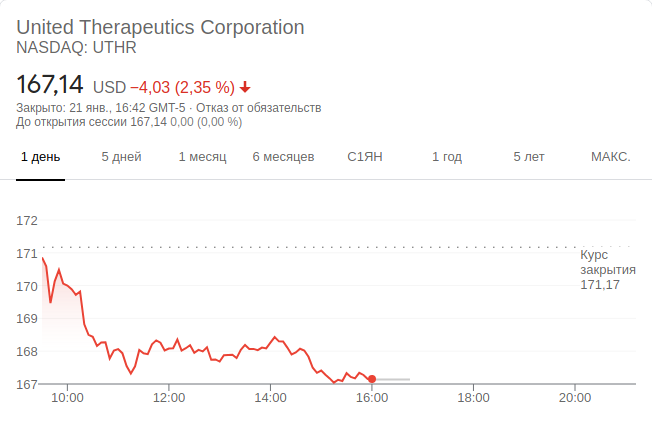 United Therapeutics Corporation
NASDAQ: UTHR
167,14 USD −4,03 (2,35 %)
Закрыто: 21 янв., 16:42 GMT-5 · Отказ от обязательств
До открытия сессии 167,14 0,00 (0,00 %)
1 день 5 дней 1 месяц 6 месяцев С1ЯН 1 год 5 лет МАКС.
172
171
Курс
закрытия
171,17
170
169
168
167
10:00 12:00 14:00 16:00 18:00 20:00